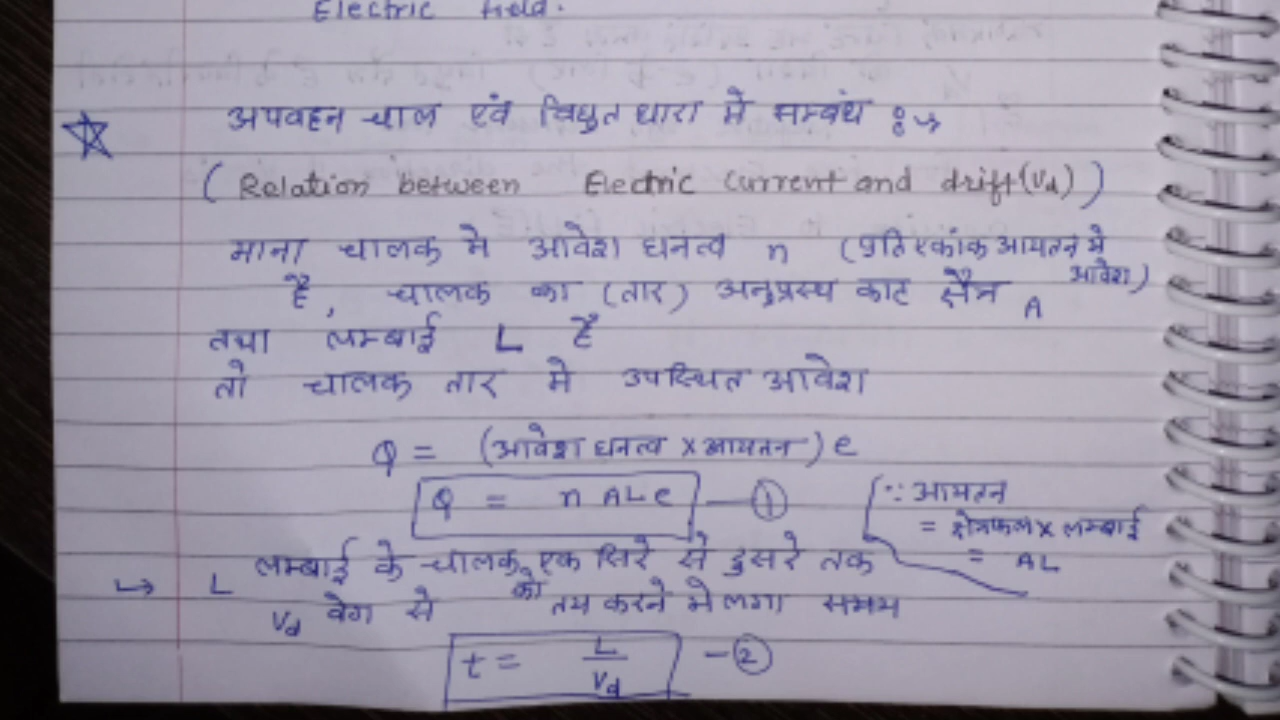 Electric field.
अपवहन चाल एवं विधुत धारा मे सम्बंध :→
( Relation between Electric Current and drift (Vd) )
माना चालक मे आवेश घनत्व n (प्रति एकांक आयतन मे आवेश)
है, चालक का (तार) अनुप्रस्थ काट क्षैत्र A
तथा लम्बाई L है
तो चालक तार मे उपस्थित आवेश
Q = (आवेश घनत्व × आयतन) e
Q = n A L e — ①
∵ आयतन
= क्षेत्रफल × लम्बाई
= AL
↳ L लम्बाई के चालक को एक सिरे से दुसरे तक
Vd वेग से तय करने मे लगा समय
t = L / Vd — ②